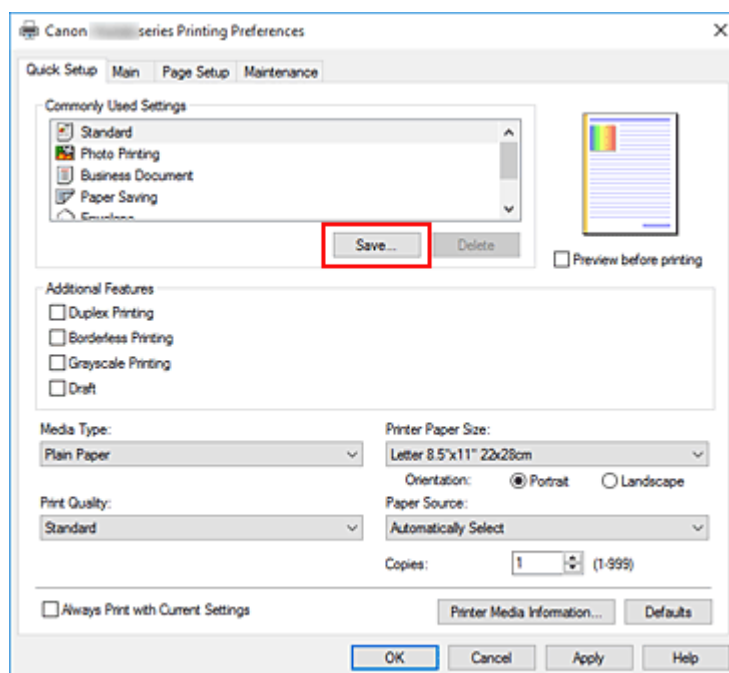 Canon series Printing Preferences
Quick Setup Main Page Setup Maintenance
Commonly Used Settings
Standard
Photo Printing
Business Document
Paper Saving
Envelope
Save... Delete
Preview before printing
Additional Features
Duplex Printing
Borderless Printing
Grayscale Printing
Draft
Media Type: Printer Paper Size:
Plain Paper Letter 8.5"x11" 22x28cm
Orientation: Portrait Landscape
Print Quality: Paper Source:
Standard Automatically Select
Copies: 1 (1-999)
Always Print with Current Settings Printer Media Information... Defaults
OK Cancel Apply Help